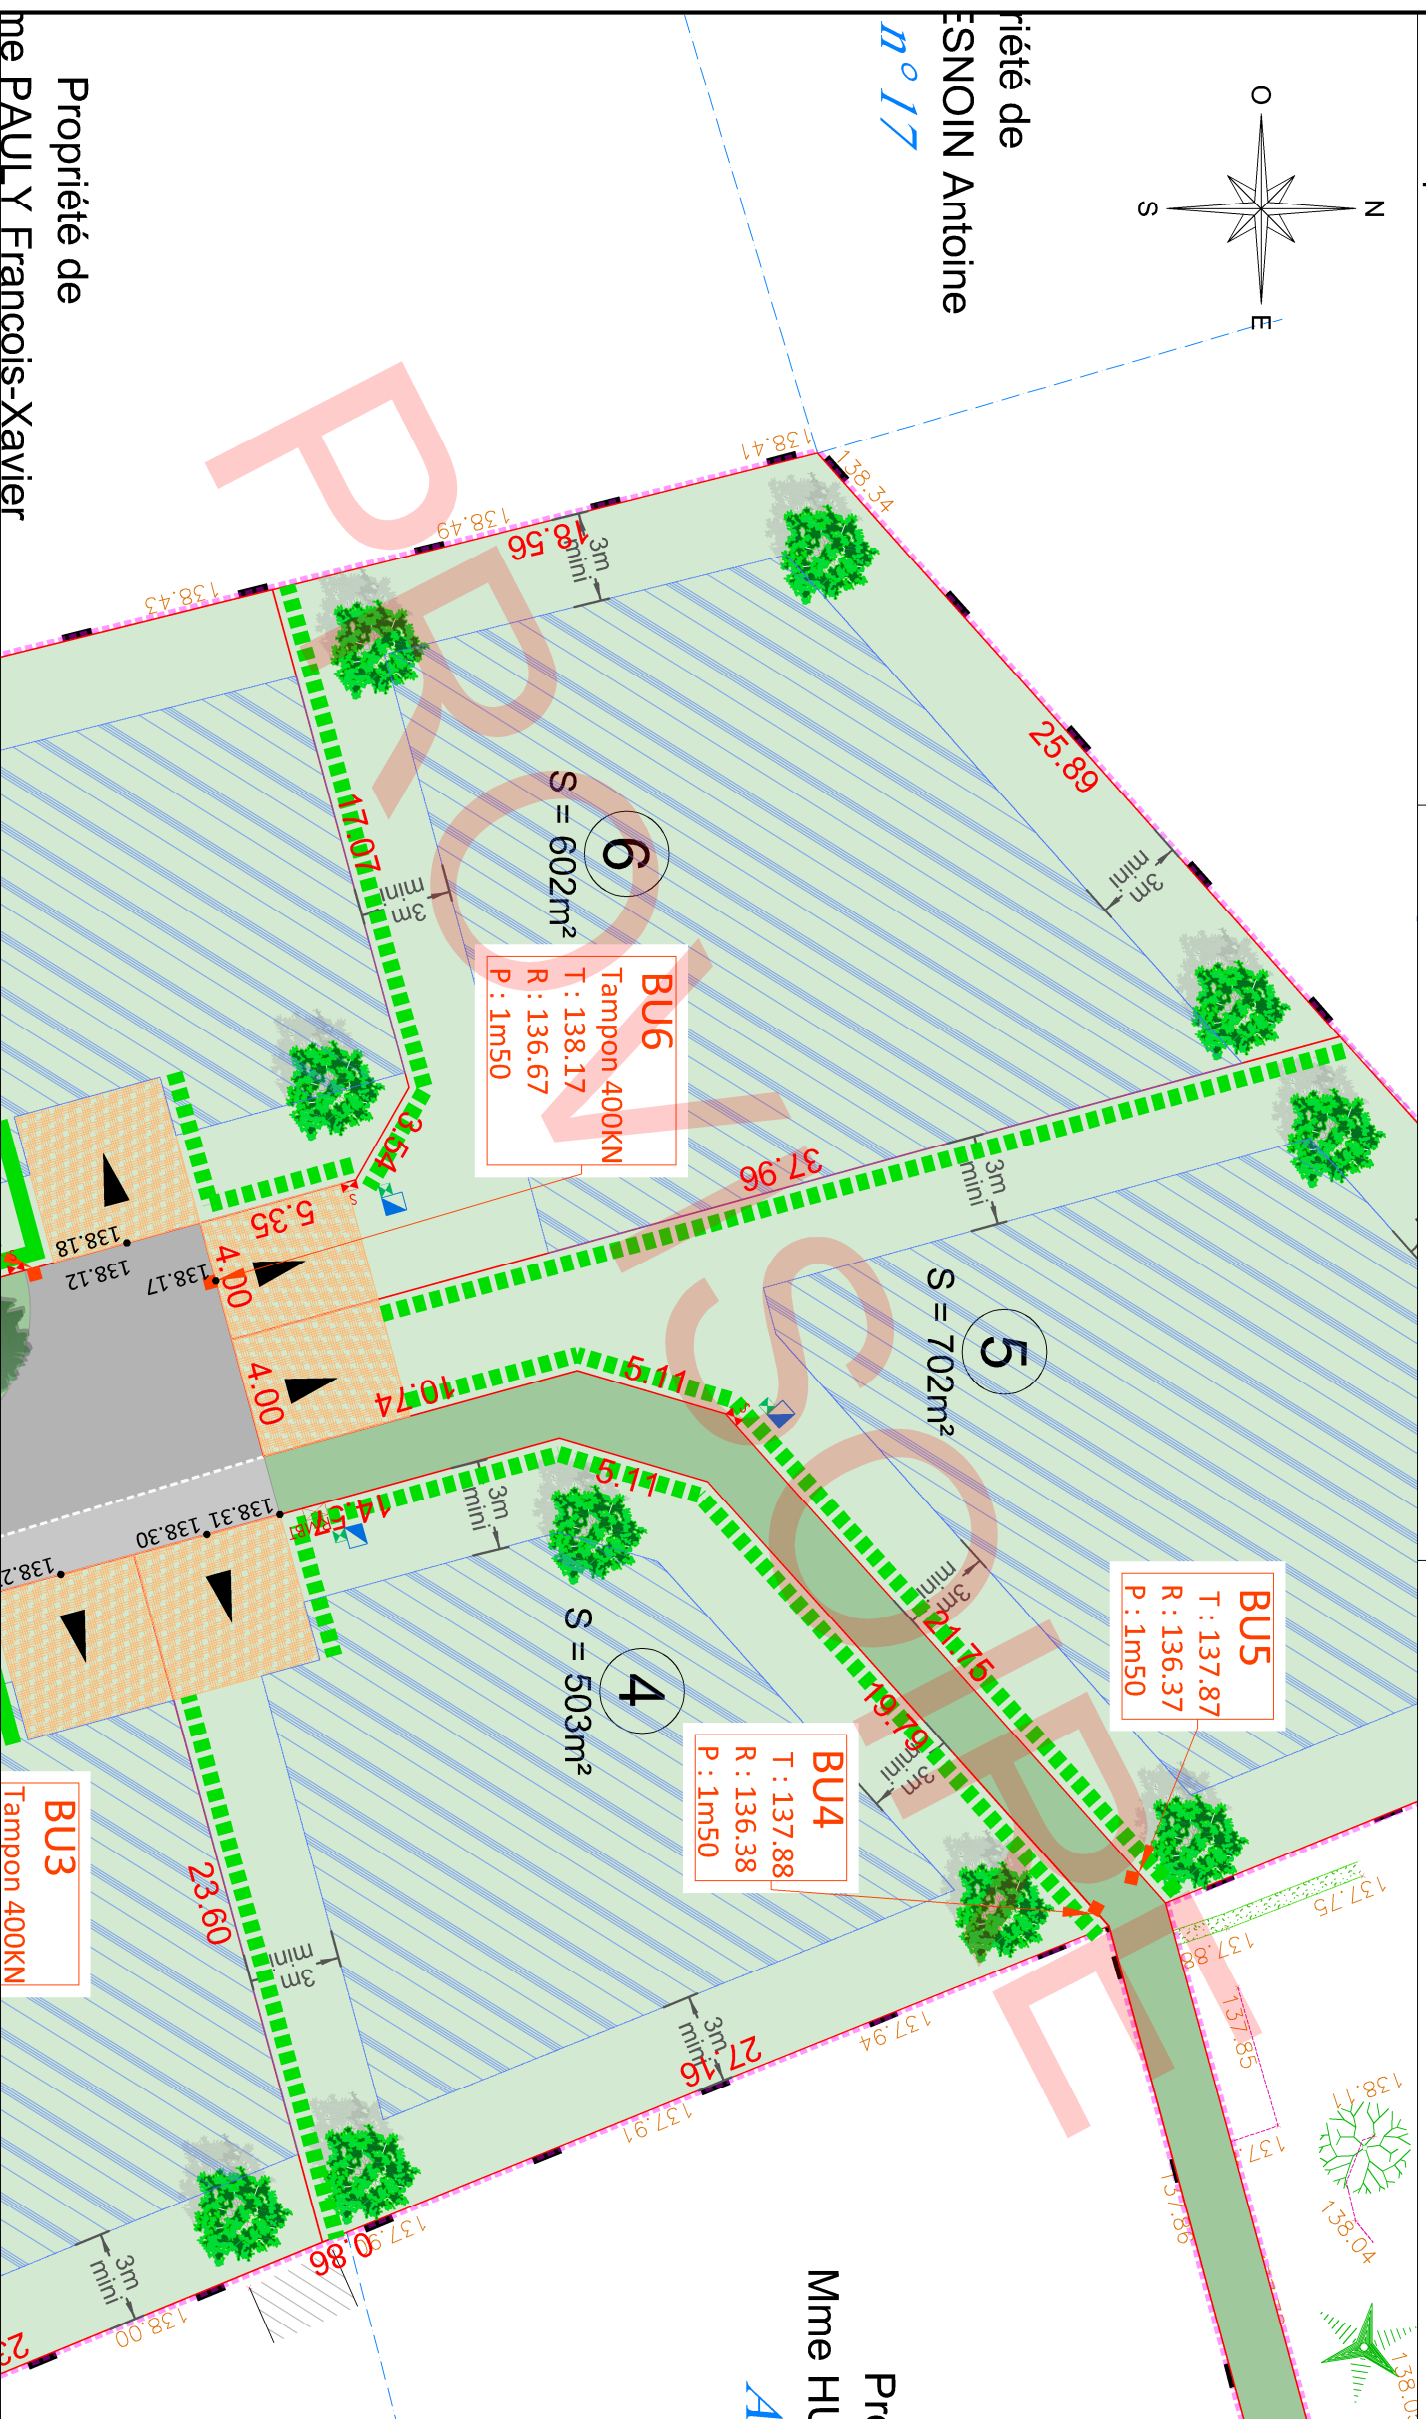 O
N
S
E
riété de
ESNOIN Antoine
n°17
Propriété de
me PAULY Francois-Xavier
PROVISOIRE
138.41
138.34
138.49
138.43
18.56
3m
mini
25.89
3m
mini
17.07
3m
mini
6
S = 602m²
BU6
Tampon 400KN
T : 138.17
R : 136.67
P : 1m50
3.54
S
5.35
37.96
3m
mini
138.18
138.12
138.17
4.00
4.00
10.74
5.11
S
5
S = 702m²
5.11
14.57
3m
mini
138.31
138.30
3m
mini
21.75
19.79
3m
mini
BU5
T : 137.87
R : 136.37
P : 1m50
4
S = 503m²
BU4
T : 137.88
R : 136.38
P : 1m50
BU3
Tampon 400KN
23.60
3m
mini
3m
mini
27.16
137.94
137.91
137.75
137.88
137.85
138.11
138.04
137.86
0.86
3m
mini
138.00
Mme HU